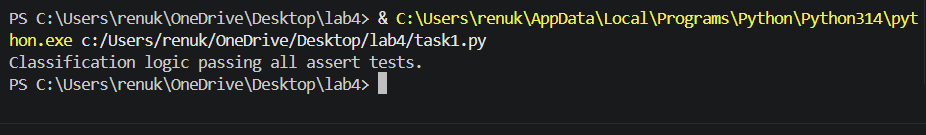 PS C:\Users\renuk\OneDrive\Desktop\lab4> & C:\Users\renuk\AppData\Local\Programs\Python\Python314\pyt
hon.exe c:/Users/renuk/OneDrive/Desktop/lab4/task1.py
Classification logic passing all assert tests.
PS C:\Users\renuk\OneDrive\Desktop\lab4>